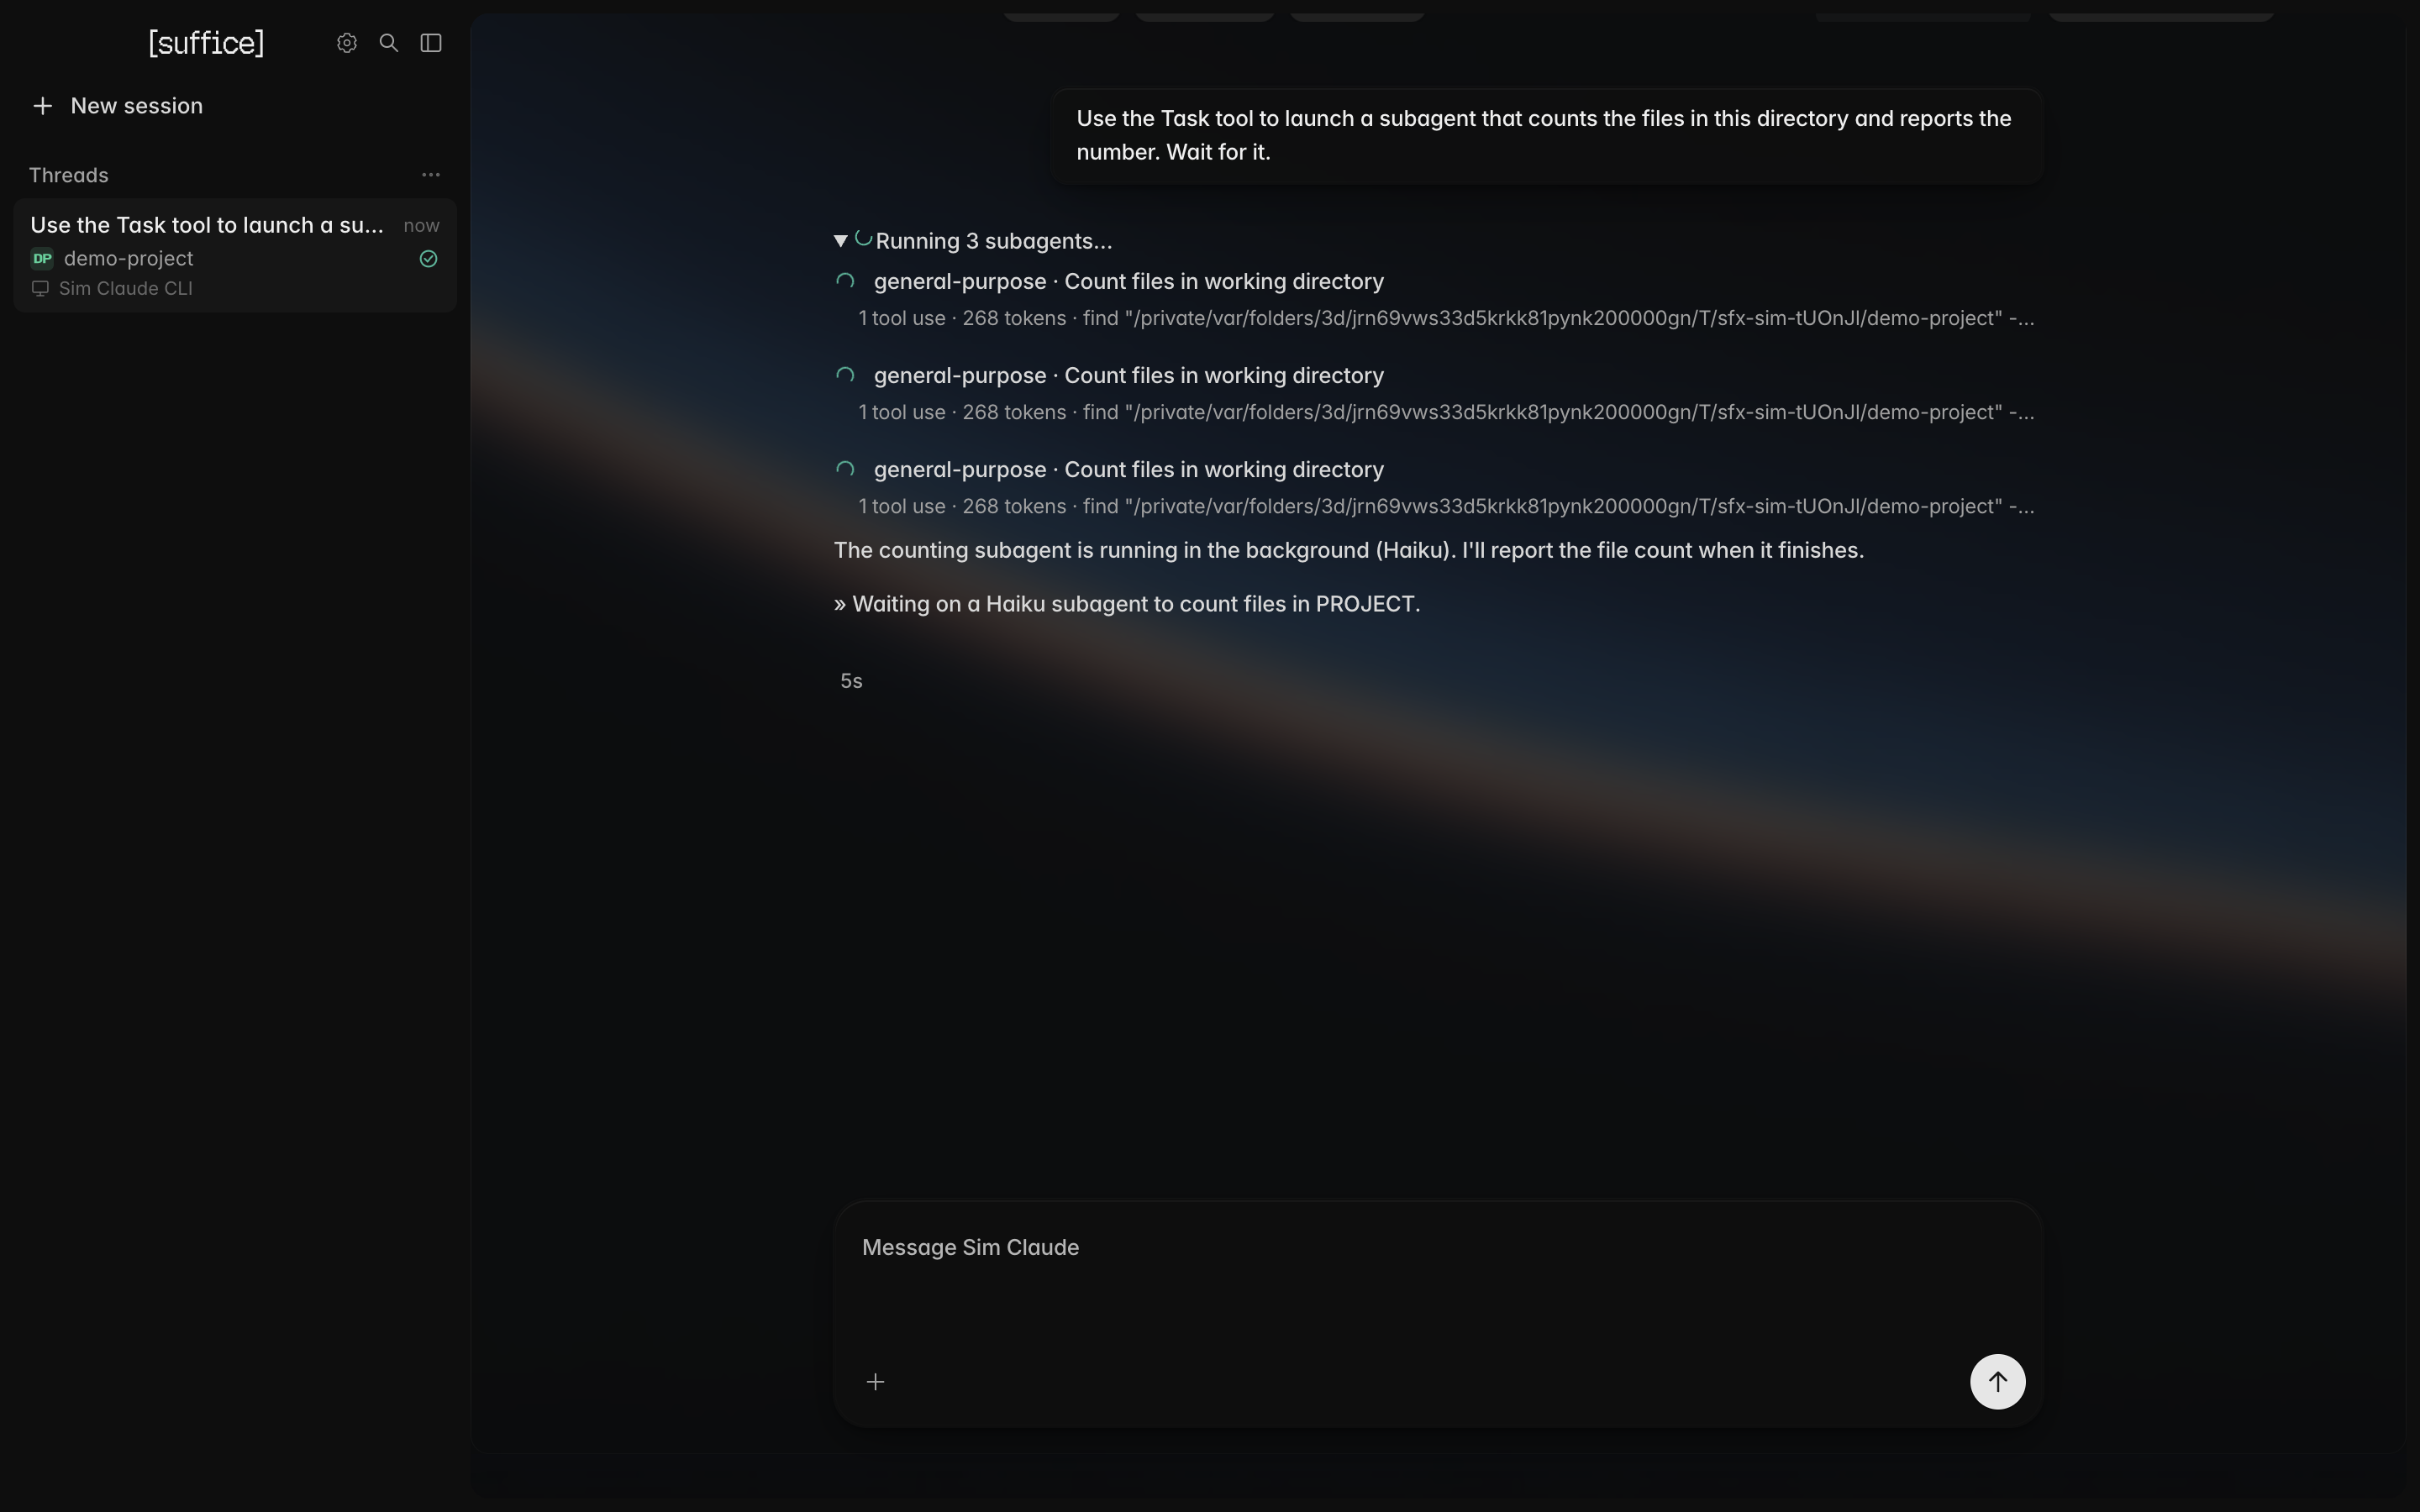 [suffice]
New session
Threads
Use the Task tool to launch a su... now
DP demo-project
Sim Claude CLI
Use the Task tool to launch a subagent that counts the files in this directory and reports the
number. Wait for it.
▼ Running 3 subagents...
general-purpose · Count files in working directory
1 tool use · 268 tokens · find "/private/var/folders/3d/jrn69vws33d5krkk81pynk200000gn/T/sfx-sim-tUOnJl/demo-project" -...
general-purpose · Count files in working directory
1 tool use · 268 tokens · find "/private/var/folders/3d/jrn69vws33d5krkk81pynk200000gn/T/sfx-sim-tUOnJl/demo-project" -...
general-purpose · Count files in working directory
1 tool use · 268 tokens · find "/private/var/folders/3d/jrn69vws33d5krkk81pynk200000gn/T/sfx-sim-tUOnJl/demo-project" -...
The counting subagent is running in the background (Haiku). I'll report the file count when it finishes.
» Waiting on a Haiku subagent to count files in PROJECT.
5s
Message Sim Claude